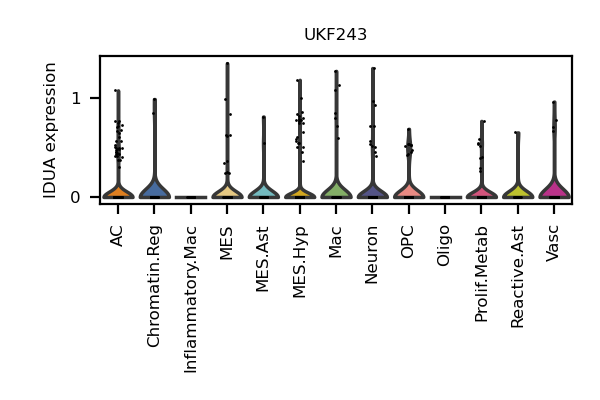 UKF243
IDUA expression
1
0
AC
Chromatin.Reg
Inflammatory.Mac
MES
MES.Ast
MES.Hyp
Mac
Neuron
OPC
Oligo
Prolif.Metab
Reactive.Ast
Vasc